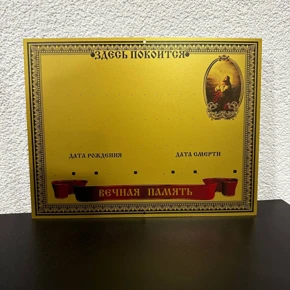 ЗДЕСЬ ПОКОИТСЯ
ДАТА РОЖДЕНИЯ ДАТА СМЕРТИ
ВЕЧНАЯ ПАМЯТЬ